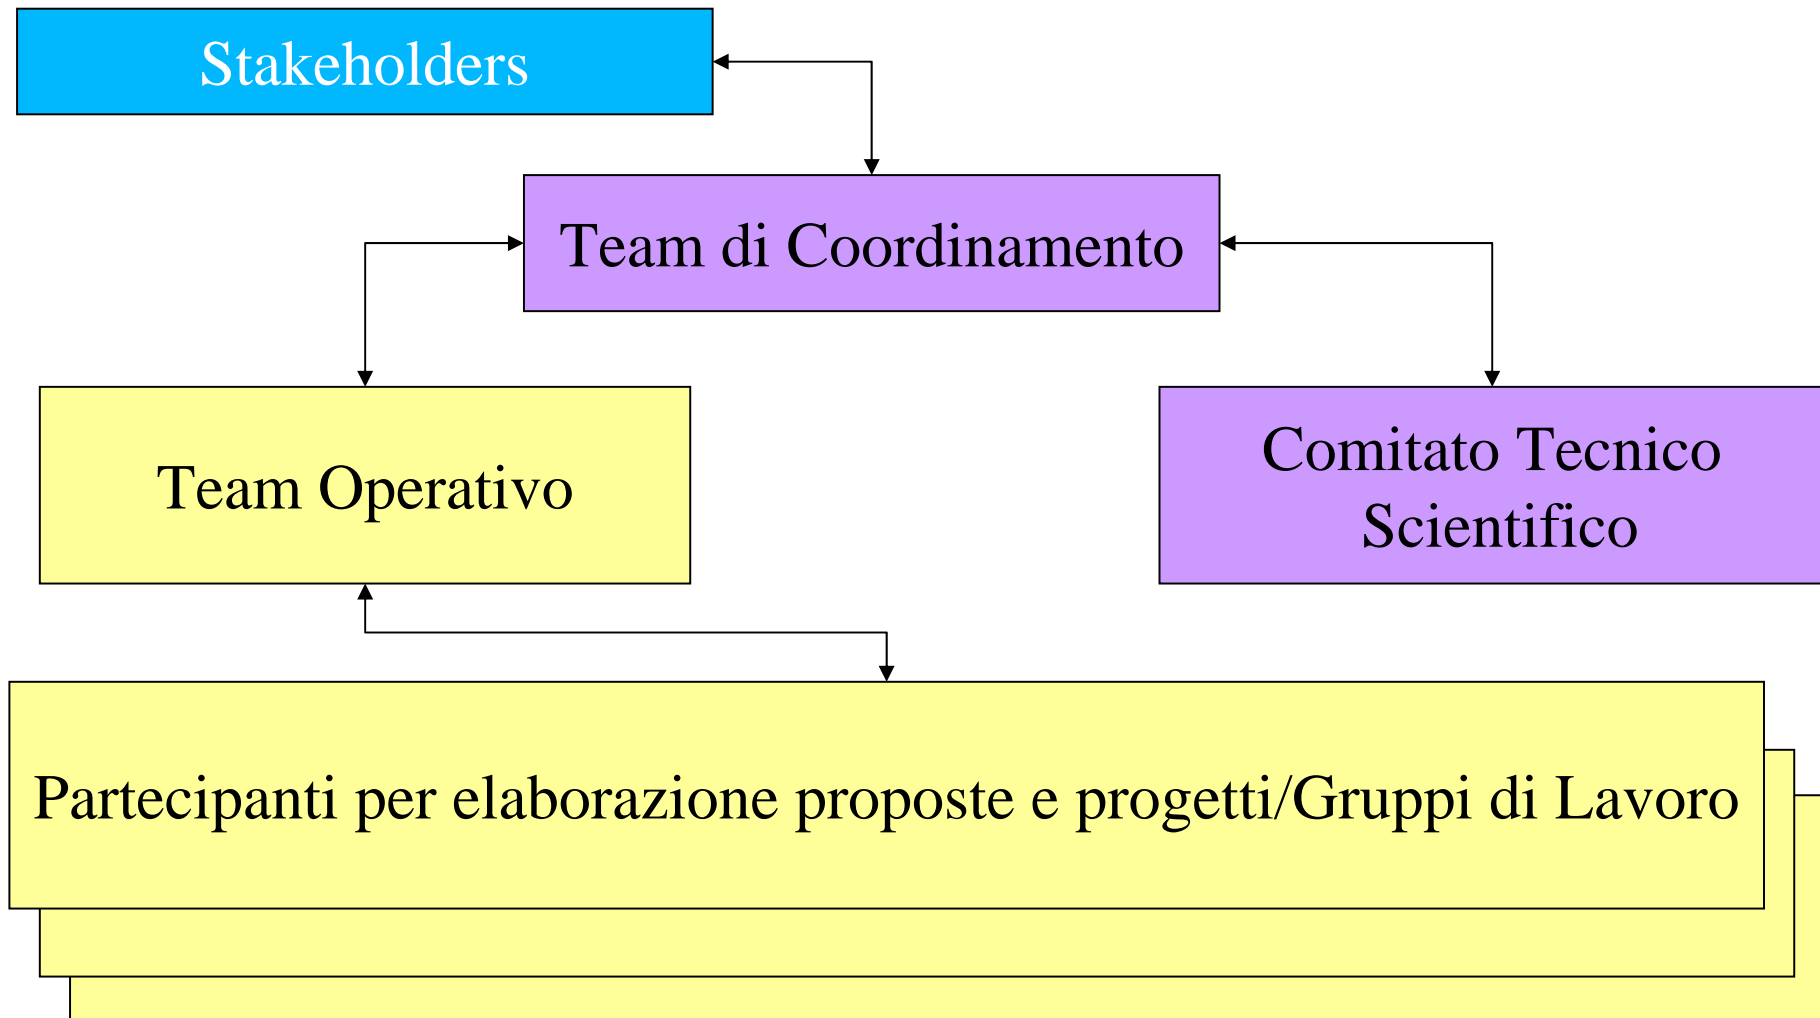 Stakeholders
Team di Coordinamento
Team Operativo
Comitato Tecnico
Scientifico
Partecipanti per elaborazione proposte e progetti/Gruppi di Lavoro